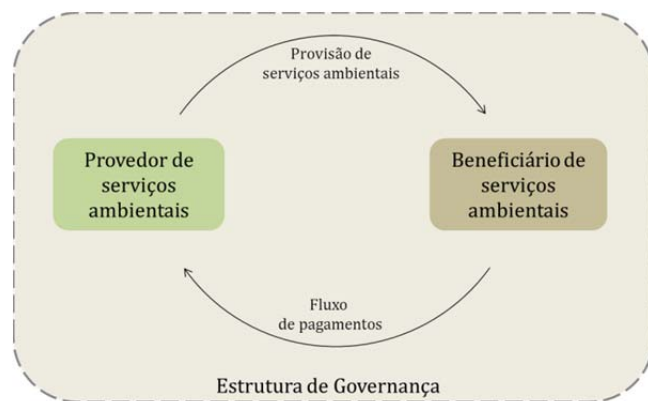 Provisão de
serviços ambientais
Provedor de
serviços
ambientais
Beneficiário de
serviços
ambientais
Fluxo
de pagamentos
Estrutura de Governança